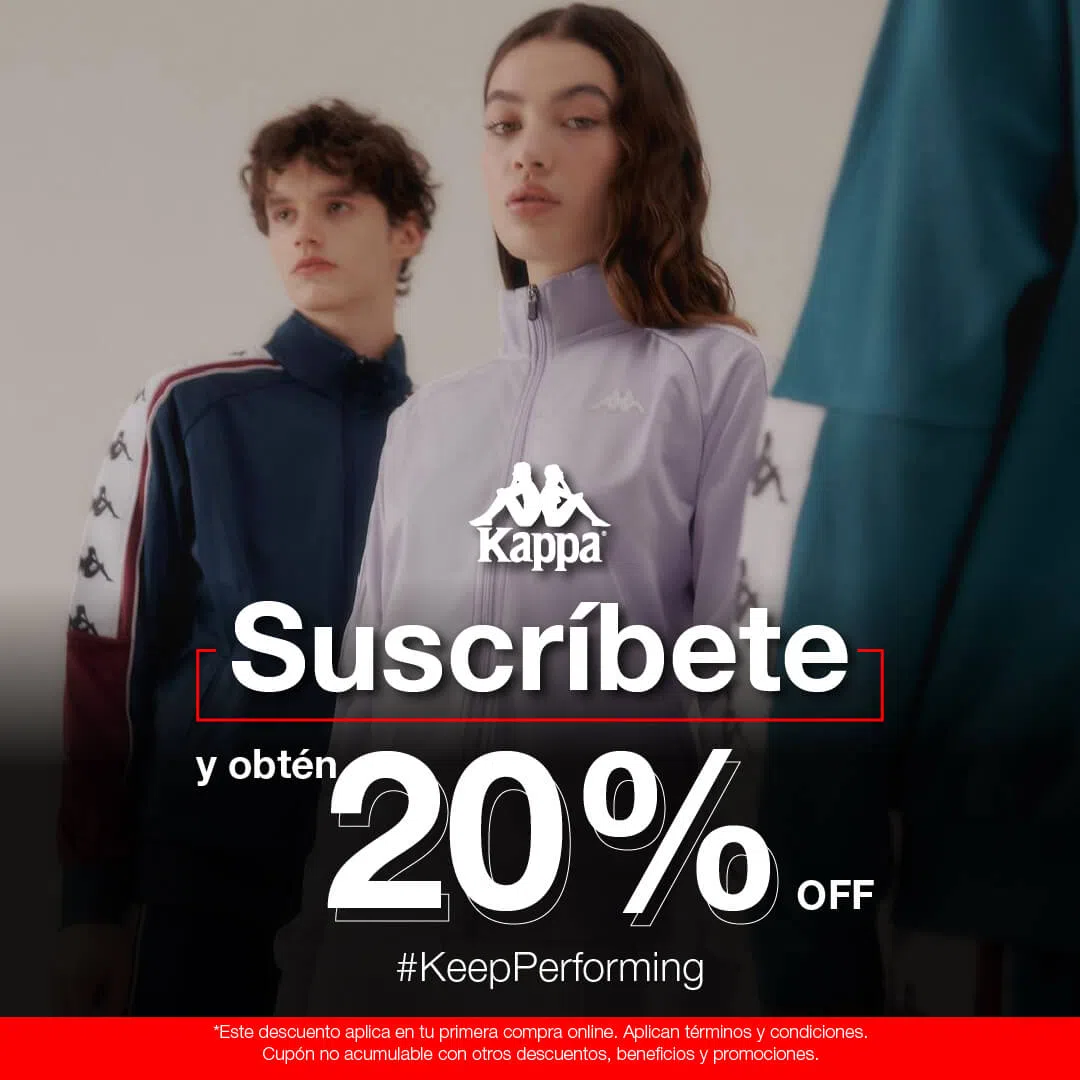 Kappa
Suscríbete
y obtén
20% OFF
#KeepPerforming
*Este descuento aplica en tu primera compra online. Aplican términos y condiciones.
Cupón no acumulable con otros descuentos, beneficios y promociones.